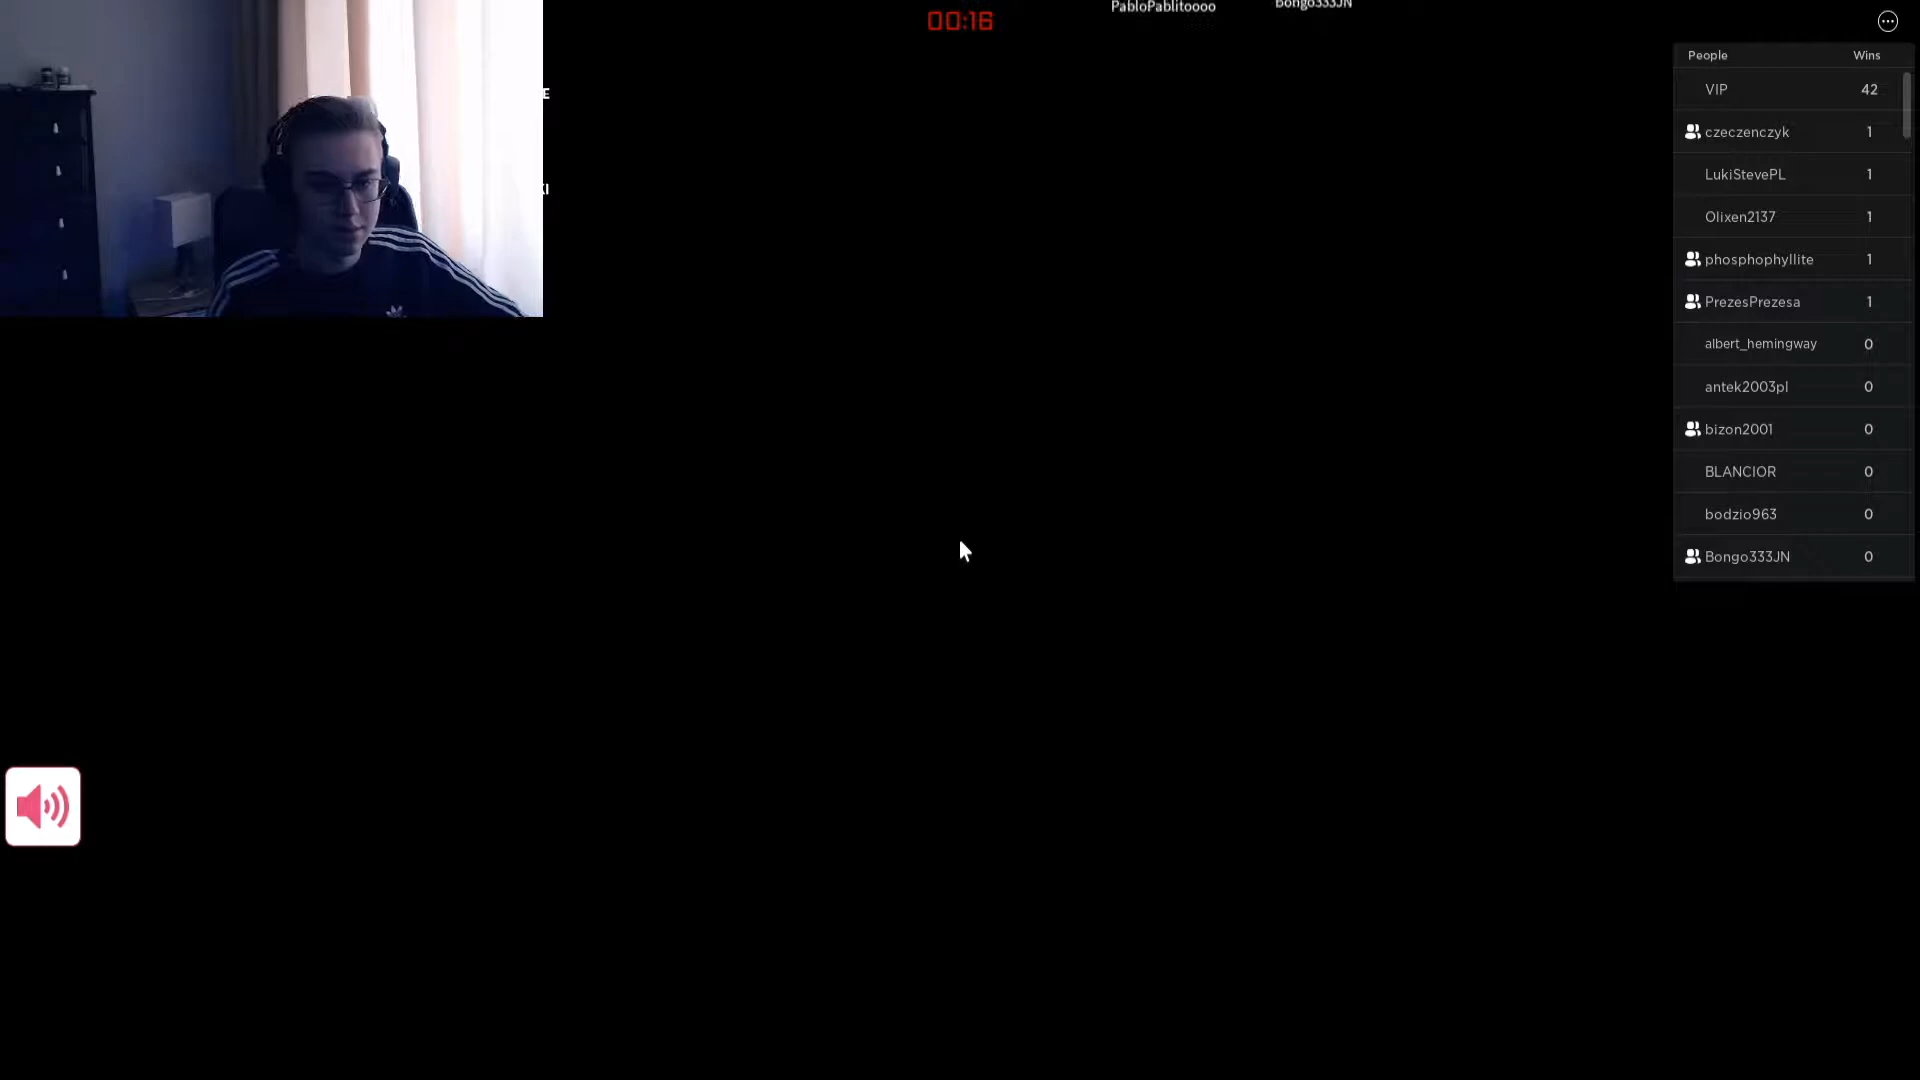 00:16
PabloPablitoooo
Bongo333JN
People Wins
VIP 42
czeczenczyk 1
LukiStevePL 1
Olixen2137 1
phosphophyllite 1
PrezesPrezesa 1
albert_hemingway 0
antek2003pl 0
bizon2001 0
BLANCIOR 0
bodzio963 0
Bongo333JN 0